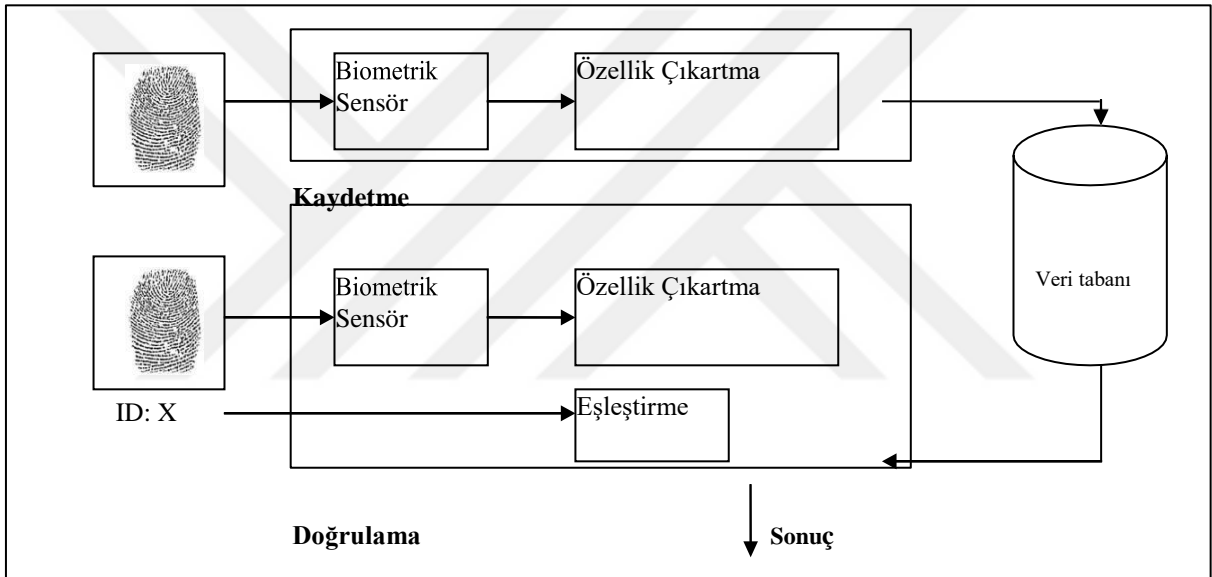 Biometrik
Sensör
Özellik Çıkartma
Kaydetme
Veri tabanı
Biometrik
Sensör
Özellik Çıkartma
ID: X
Eşleştirme
Doğrulama
Sonuç